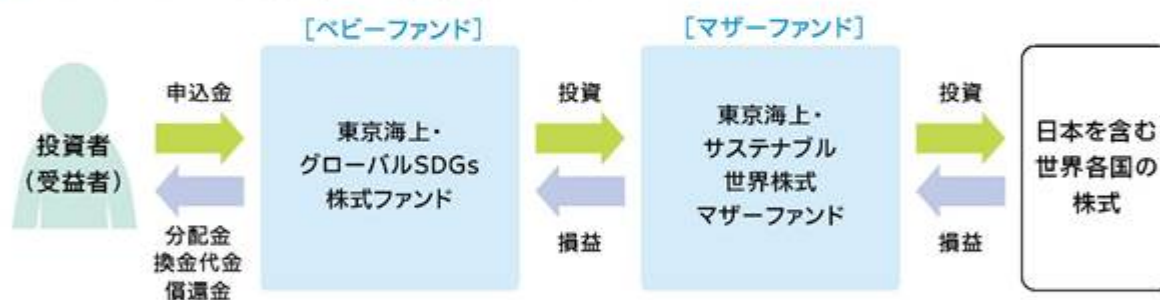 [ベビーファンド]
[マザーファンド]
投資者
(受益者)
申込金
分配金
換金代金
償還金
東京海上・
グローバルSDGs
株式ファンド
投資
損益
東京海上・
サステナブル
世界株式
マザーファンド
投資
損益
日本を含む
世界各国の
株式